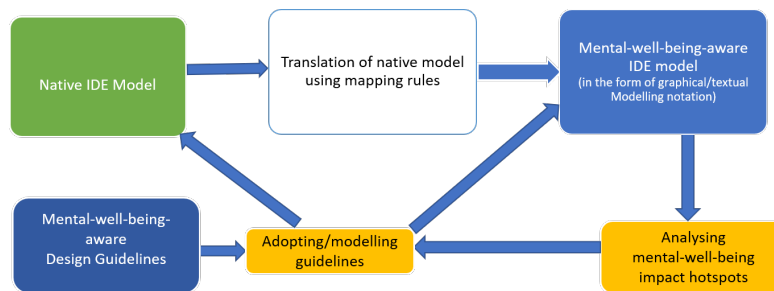 Native IDE Model
Translation of native model
using mapping rules
Mental-well-being-aware
IDE model
(in the form of graphical/textual
Modelling notation)
Mental-well-being-
aware
Design Guidelines
Adopting/modelling
guidelines
Analysing
mental-well-being
impact hotspots